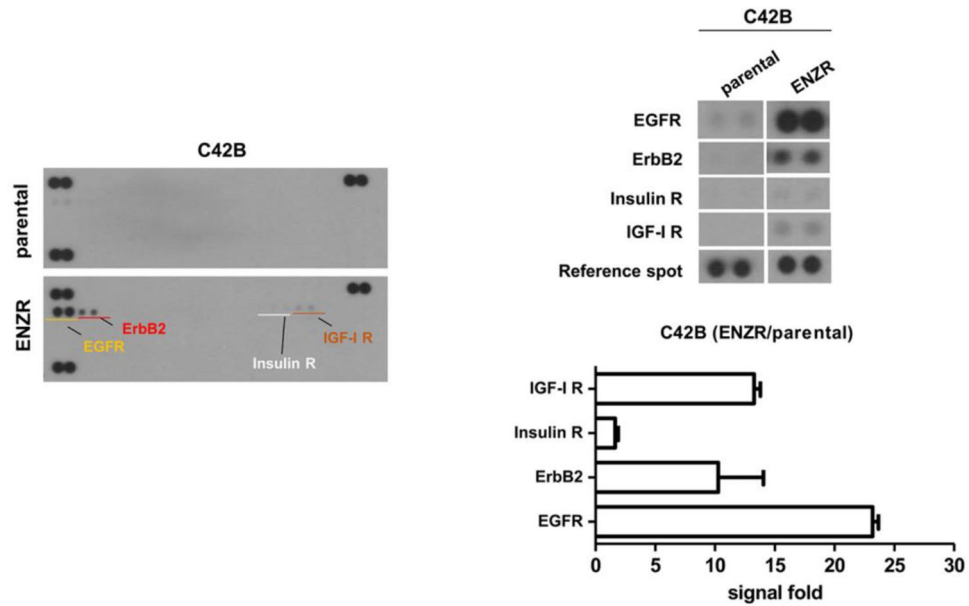 C42B
parental
ENZR
ErbB2
EGFR
Insulin R
IGF-I R
C42B
parental
ENZR
EGFR
ErbB2
Insulin R
IGF-I R
Reference spot
C42B (ENZR/parental)
IGF-I R
Insulin R
ErbB2
EGFR
0 5 10 15 20 25 30
signal fold